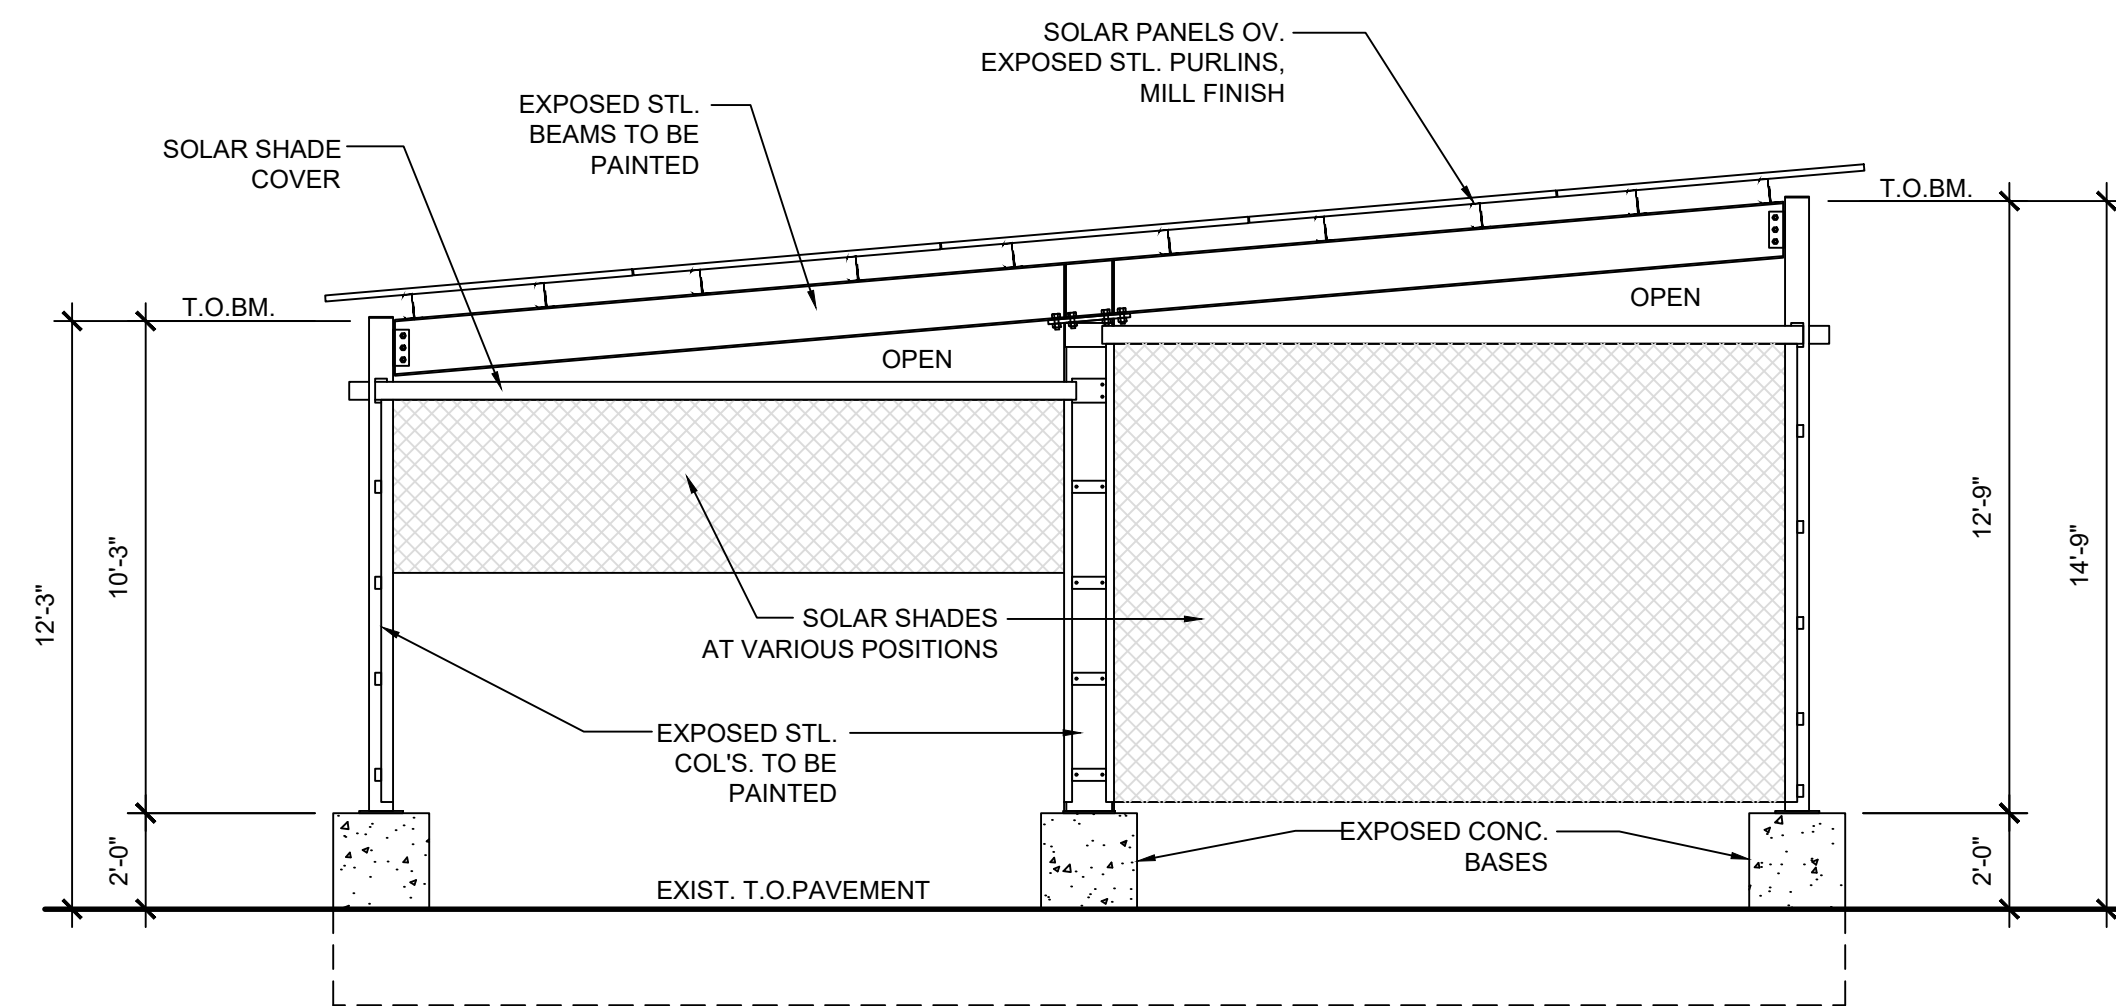 SOLAR PANELS OV.
EXPOSED STL. PURLINS,
MILL FINISH
EXPOSED STL.
BEAMS TO BE
PAINTED
SOLAR SHADE
COVER
T.O.BM.
T.O.BM.
OPEN
OPEN
12'-3"
10'-3"
2'-0"
12'-9"
14'-9"
2'-0"
SOLAR SHADES
AT VARIOUS POSITIONS
EXPOSED STL.
COL'S. TO BE
PAINTED
EXPOSED CONC.
BASES
EXIST. T.O.PAVEMENT